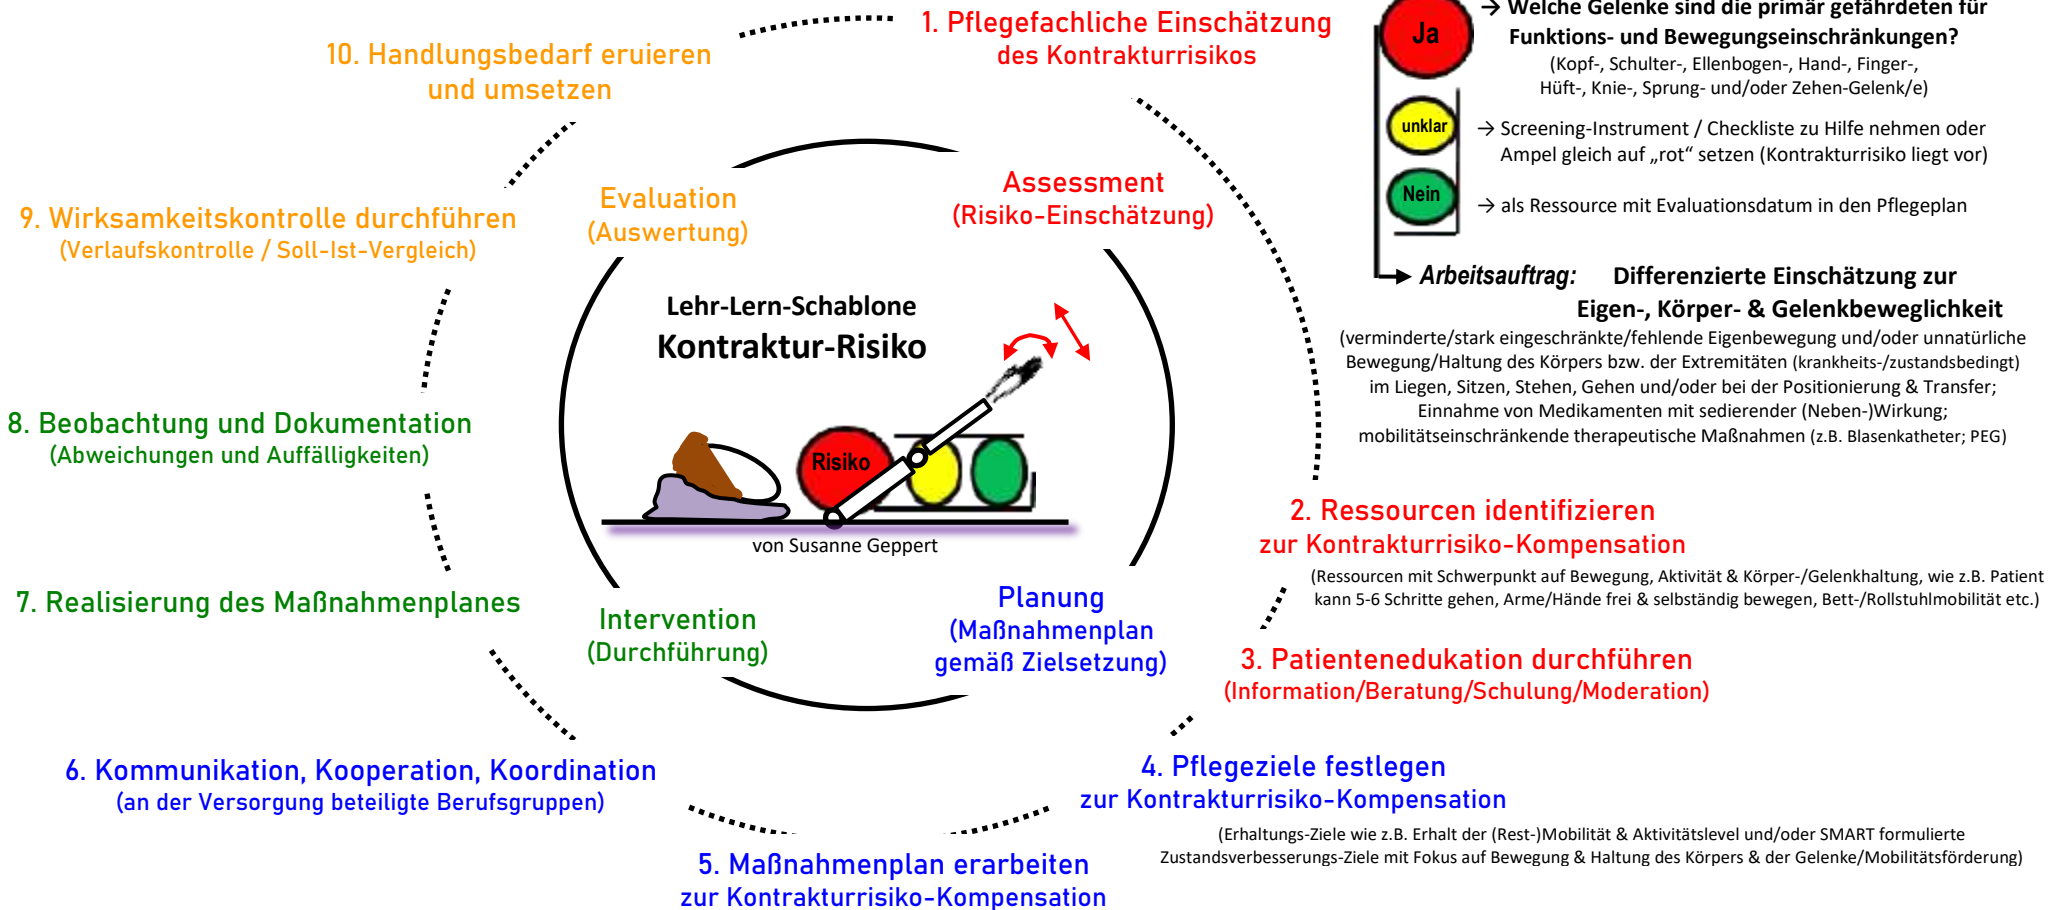 1. Pflegefachliche Einschätzung
des Kontrakturrisikos
Ja
→ Welche Gelenke sind die primär gefährdeten für
Funktions- und Bewegungseinschränkungen?
(Kopf-, Schulter-, Ellenbogen-, Hand-, Finger-,
Hüft-, Knie-, Sprung- und/oder Zehen-Gelenk/e)
unklar
→ Screening-Instrument / Checkliste zu Hilfe nehmen oder
Ampel gleich auf „rot“ setzen (Kontrakturrisiko liegt vor)
Nein
→ als Ressource mit Evaluationsdatum in den Pflegeplan
Arbeitsauftrag: Differenzierte Einschätzung zur
Eigen-, Körper- & Gelenkbeweglichkeit
(verminderte/stark eingeschränkte/fehlende Eigenbewegung und/oder unnatürliche
Bewegung/Haltung des Körpers bzw. der Extremitäten (krankheits-/zustandsbedingt)
im Liegen, Sitzen, Stehen, Gehen und/oder bei der Positionierung & Transfer;
Einnahme von Medikamenten mit sedierender (Neben-)Wirkung;
mobilitätseinschränkende therapeutische Maßnahmen (z.B. Blasenkatheter; PEG)
2. Ressourcen identifizieren
zur Kontrakturrisiko-Kompensation
(Ressourcen mit Schwerpunkt auf Bewegung, Aktivität & Körper-/Gelenkhaltung, wie z.B. Patient
kann 5-6 Schritte gehen, Arme/Hände frei & selbständig bewegen, Bett-/Rollstuhlmobilität etc.)
3. Patientenedukation durchführen
(Information/Beratung/Schulung/Moderation)
4. Pflegeziele festlegen
zur Kontrakturrisiko-Kompensation
(Erhaltungs-Ziele wie z.B. Erhalt der (Rest-)Mobilität & Aktivitätslevel und/oder SMART formulierte
Zustandsverbesserungs-Ziele mit Fokus auf Bewegung & Haltung des Körpers & der Gelenke/Mobilitätsförderung)
5. Maßnahmenplan erarbeiten
zur Kontrakturrisiko-Kompensation
6. Kommunikation, Kooperation, Koordination
(an der Versorgung beteiligte Berufsgruppen)
7. Realisierung des Maßnahmenplanes
8. Beobachtung und Dokumentation
(Abweichungen und Auffälligkeiten)
9. Wirksamkeitskontrolle durchführen
(Verlaufskontrolle / Soll-Ist-Vergleich)
10. Handlungsbedarf eruieren
und umsetzen
Evaluation
(Auswertung)
Assessment
(Risiko-Einschätzung)
Lehr-Lern-Schablone
Kontraktur-Risiko
Risiko
von Susanne Geppert
Intervention
(Durchführung)
Planung
(Maßnahmenplan
gemäß Zielsetzung)